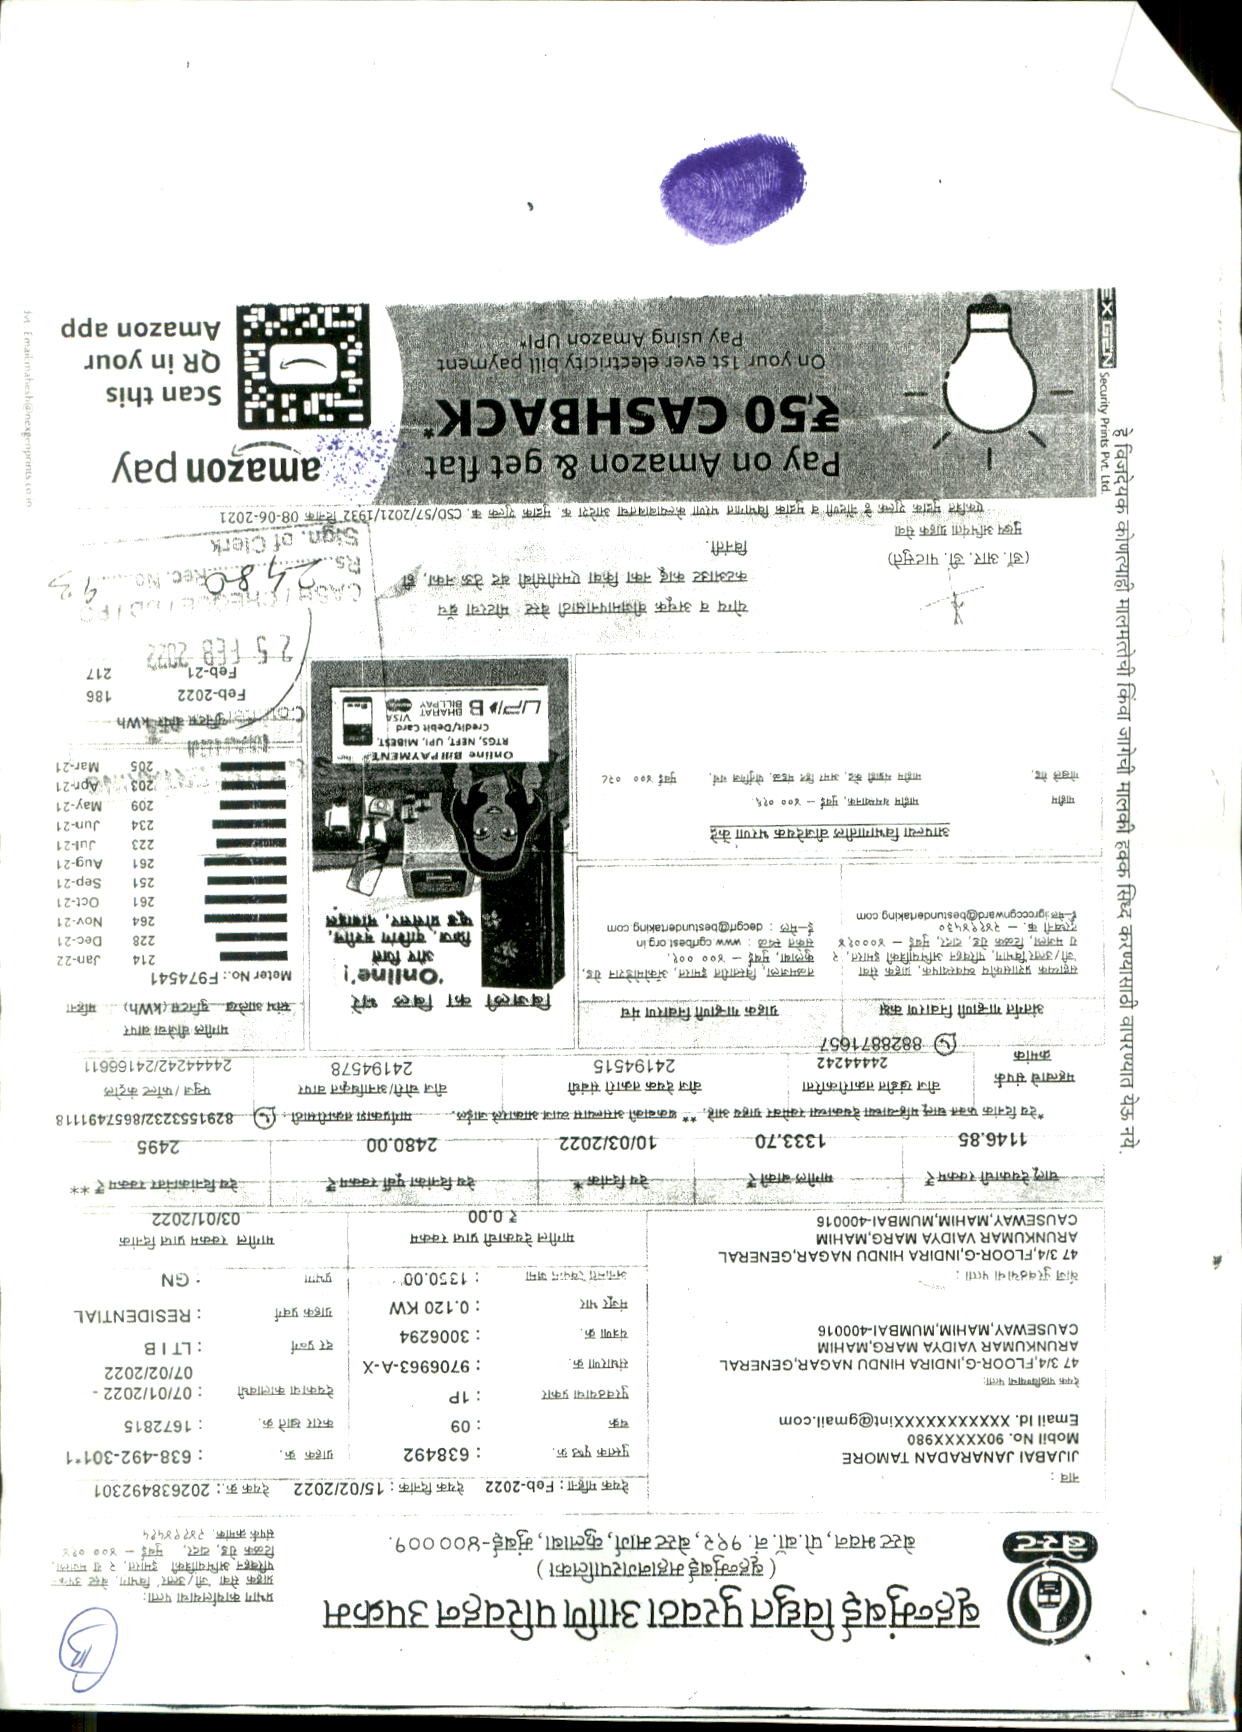 B
बृहन्मुंबई विद्युत पुरवठा आणि परिवहन उपक्रम
( बृहन्मुंबई महानगरपालिका )
बेस्ट भवन, पो.बॉ. नं. १९२, बेस्ट मार्ग, कुलाबा, मुंबई-४०० ००१.
बेस्ट
प्रभाग कार्यालयाचा पत्ता:
ग्राहक सेवा 'जी/उत्तर' विभाग, बेस्ट उपक्रम
परिवहन अभियांत्रिकी इमारत, २ रा मजला,
टिळक रोड, दादर, मुंबई – ४०० ०१४
संपर्क क्रमांक. २४१९४५१५
नाव :
JIJABAI JANARADAN TAMORE
Mobil No. 90XXXXX980
Email Id. XXXXXXXXXXXint@gmail.com
देयक पाठविण्याचा पत्ता:
47 3/4,FLOOR-G,INDIRA HINDU NAGAR,GENERAL
ARUNKUMAR VAIDYA MARG,MAHIM
CAUSEWAY,MAHIM,MUMBAI-400016
वीज पुरवठयाचा पत्ता :
47 3/4,FLOOR-G,INDIRA HINDU NAGAR,GENERAL
ARUNKUMAR VAIDYA MARG,MAHIM
CAUSEWAY,MAHIM,MUMBAI-400016
देयक महिना : Feb-2022 देयक दिनांक : 15/02/2022 देयक क्र.: 202638492301
पुस्तक पृष्ठ क्र. : 638492
चक्र : 09
पुरवठयाचा प्रकार : 1P
संधारणा क्र. : 9706963-A-X
यंत्रणा क्र. : 3006294
मंजूर भार : 0.120 KW
अनामत रक्कम जमा : 1350.00
ग्राहक क्र. : 638-492-301*1
करार खाते क्र. : 1672815
देयकाचा कालावधी : 07/01/2022 -
07/02/2022
दर प्रवर्ग : LT I B
ग्राहक प्रवर्ग : RESIDENTIAL
प्रभाग : GN
मागील देयकाची प्राप्त रक्कम
₹ 0.00
मागील रक्कम प्राप्त दिनांक
03/01/2022
चालू देयकाची रक्कम ₹ मागील बाकी ₹ देय दिनांक * देय दिनांका पूर्वी रक्कम ₹ देय दिनांकानंतर रक्कम ₹ **
1146.85 1333.70 10/03/2022 2480.00 2495
*देय दिनांक फक्त चालू महिन्याच्या देयकाच्या रकमेवर ग्राहय आहे. ** थकबाकी असल्यास व्याज आकारले जाईल. मार्गप्रकाश तक्रारीसाठी : 8291553232/8657491118
महत्वाचे संपर्क
क्रमांक
वीज खंडीत तक्रारीकरिता
24444242
8828871657
वीज देयक तक्रारी संबंधी
24194515
वीज चोरी/अनाधिकृत वापर
24194578
फ्युज / फॉल्ट कंट्रोल
24444242/24166611
अंतर्गत गाऱ्हाणी निवारण कक्ष
सहाय्यक प्रशासकीय व्यवस्थापक, ग्राहक सेवा
'जी/उत्तर'विभाग, परिवहन अभियांत्रिकी इमारत, २
रा मजला, टिळक रोड, दादर, मुंबई – ४०००१४
दूरध्वनी क. – २४१९४५३०
ई–मेल:igrcccgnward@bestundertaking.com
ग्राहक गाऱ्हाणी निवारण मंच
तळमजला, विस्तारीत इमारत, अ‍ॅकोमोडेशन रोड,
कुलाबा, मुंबई – ४०० ००१.
संकेत स्थळ : www.cgrfbest.org.in
ई–मेल : decgrf@bestundertaking.com
आपल्या विभागातील वीजदेयक भरणा केंद्रे
माहीम माहीम बसस्थानक, मुंबई – ४०० ०१६.
गोखले रोड, पोर्तुगिज चर्च, मुंबई ४०० ०२८
बिजली का बिल भरें
'Online'!
और जितें
फ्रिज, वाशिंग मशीन,
फूड प्रोसेसर, मोबाइल
Online Bill PAYMENT
RTGS, NEFT, UPI, MiBEST,
Credit/Debit Card
UPI B BHARAT BILLPAY VISA
मागील वीजेचा वापर
स्तंभ आलेख युनिटस (kWh) महिना
Meter No.: F974541
214 Jan-22
228 Dec-21
264 Nov-21
261 Oct-21
251 Sep-21
261 Aug-21
223 Jul-21
234 Jun-21
209 May-21
203 Apr-21
205 Mar-21
युनिटस वापर kWh
Feb-2022 186
Feb-21 217
25 FEB 2022
CASH / CHEQUE / DD / PO
Rs. 2480 Rec. No. 93
Sign. of Clerk
(डॉ. आर. डी. पाटसुते)
मुख्य अभियंता ग्राहक सेवा
योग्य व अचूक वीजमापनासाठी बेस्ट मीटरचा ब्रॅच
कटआउट काढू नका किंवा एमसीसीबी बंद ठेऊ नका, ही
विनंती.
एकत्रित मुद्रांक शुल्क हे नोंदणी व मुद्रांक विभागात भरणा केल्याबाबतचा आदेश क. मुद्रांक शुल्क क. CSD/57/2021/1932 दिनांक 08-06-2021
हे विजदेयक कोणत्याही मालमत्तेची किंवा जागेची मालकी हक्क सिध्द करण्यासाठी वापरण्यात येऊ नये.
Security Prints Pvt. Ltd.
Pay on Amazon & get flat
₹50 CASHBACK*
On your 1st ever electricity bill payment
Pay using Amazon UPI*
amazon pay
Scan this
QR in your
Amazon app